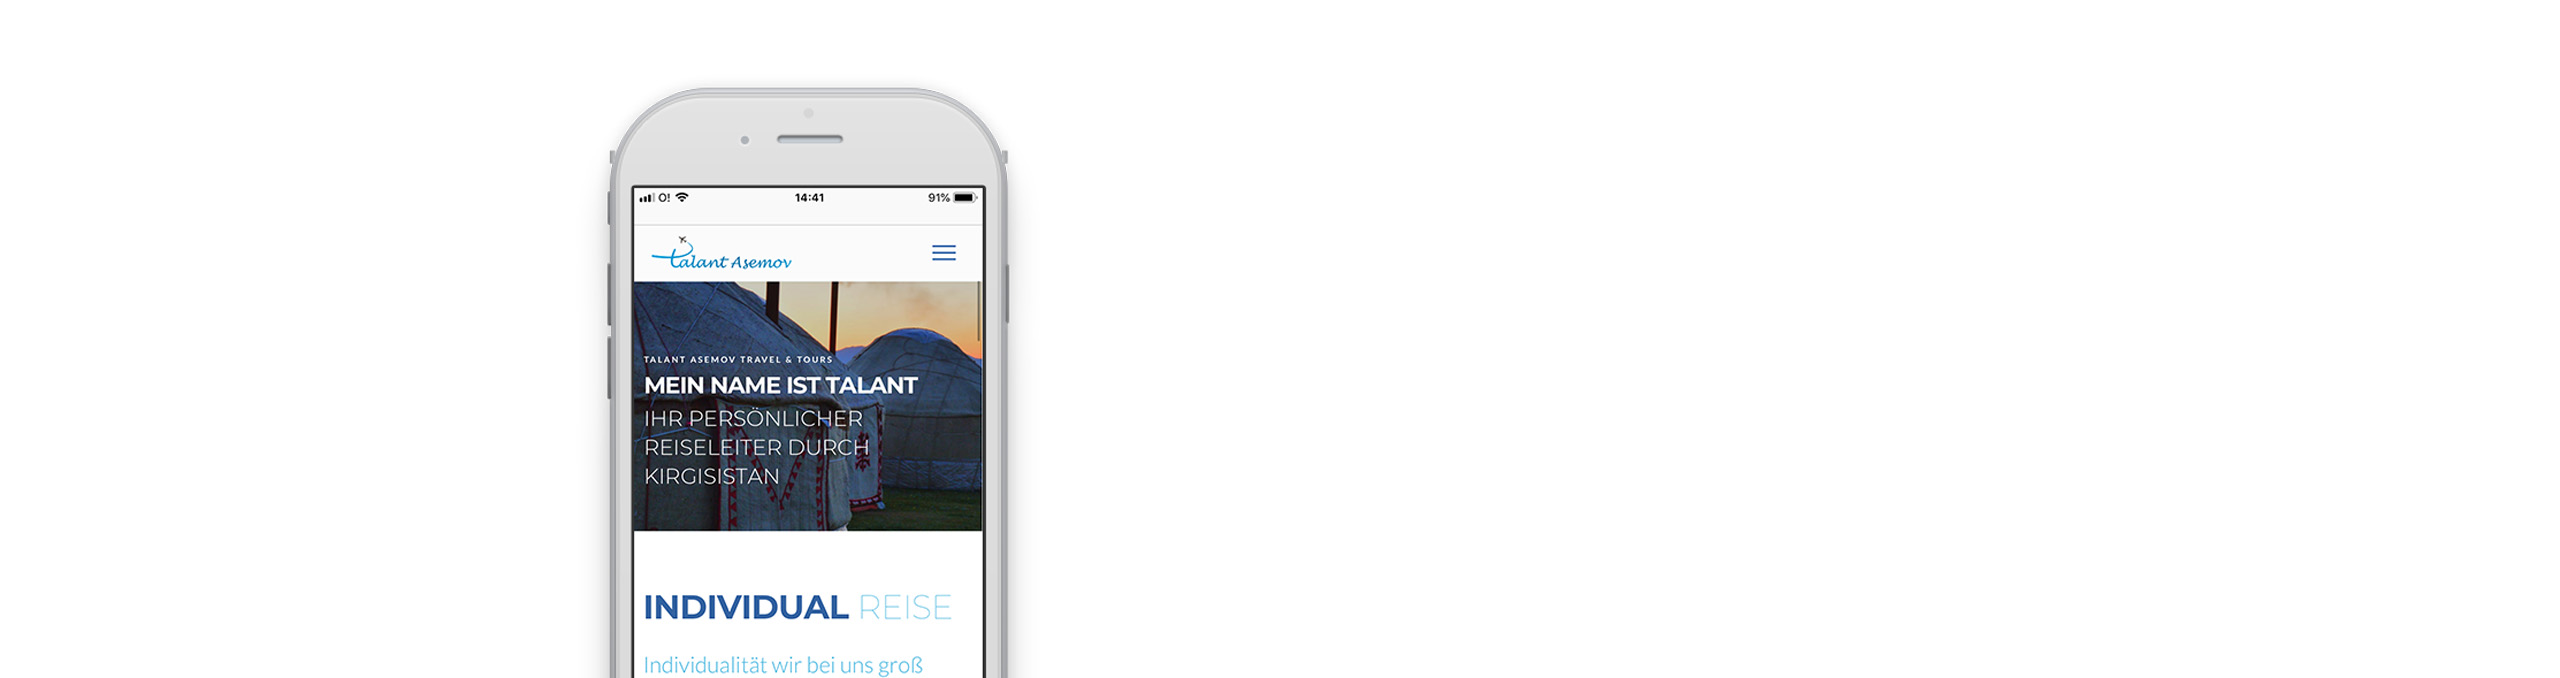 O! 14:41 91%
Talant Asemov
TALANT ASEMOV TRAVEL & TOURS
MEIN NAME IST TALANT
IHR PERSÖNLICHER
REISELEITER DURCH
KIRGISISTAN
INDIVIDUAL REISE
Individualität wir bei uns groß